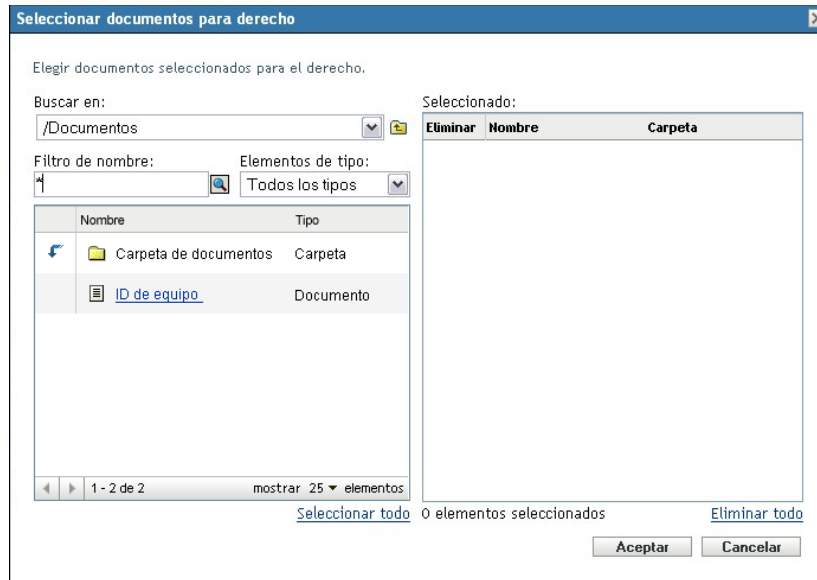 Seleccionar documentos para derecho
Elegir documentos seleccionados para el derecho.
Buscar en:
/Documentos
Filtro de nombre:
Elementos de tipo:
*
Todos los tipos
Nombre
Tipo
Carpeta de documentos
Carpeta
ID de equipo
Documento
1 - 2 de 2
mostrar 25 elementos
Seleccionar todo
Seleccionado:
Eliminar Nombre Carpeta
0 elementos seleccionados
Eliminar todo
Aceptar
Cancelar